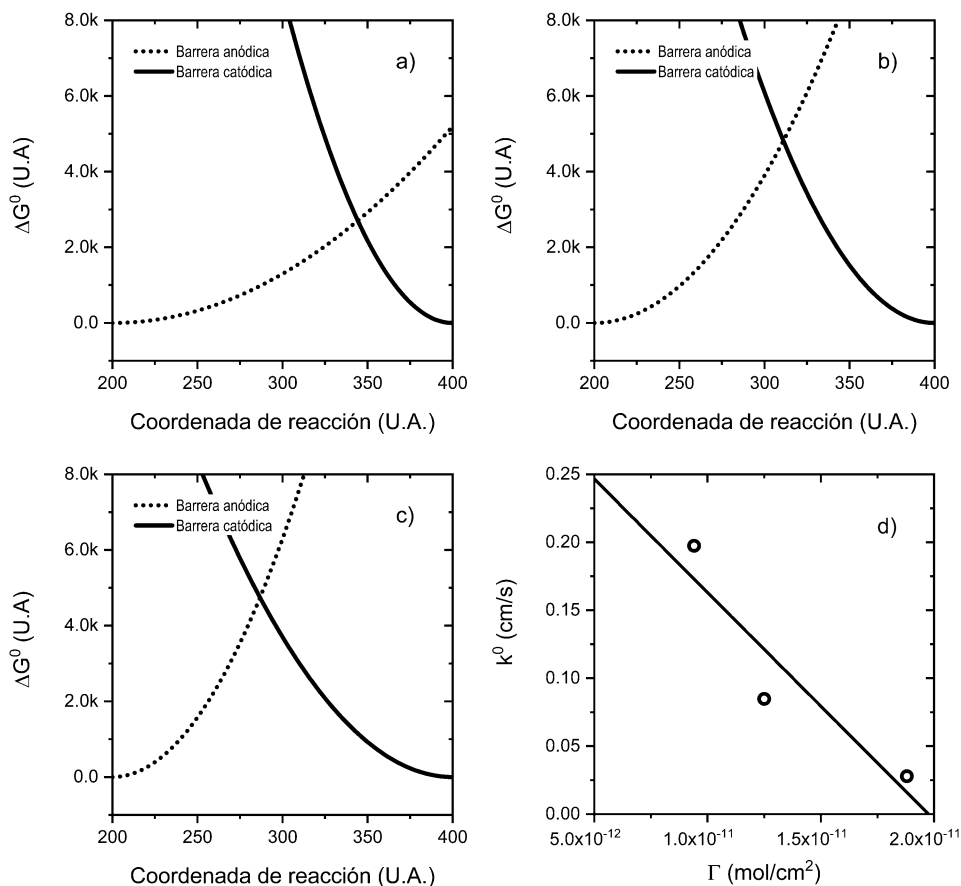 8.0k
6.0k
4.0k
2.0k
0.0
ΔG⁰ (U.A)
Barrera anódica
Barrera catódica
a)
200 250 300 350 400
Coordenada de reacción (U.A.)
8.0k
6.0k
4.0k
2.0k
0.0
ΔG⁰ (U.A)
Barrera anódica
Barrera catódica
b)
200 250 300 350 400
Coordenada de reacción (U.A.)
8.0k
6.0k
4.0k
2.0k
0.0
ΔG⁰ (U.A)
Barrera anódica
Barrera catódica
c)
200 250 300 350 400
Coordenada de reacción (U.A.)
0.25
0.20
0.15
0.10
0.05
0.00
k⁰ (cm/s)
d)
5.0x10⁻¹² 1.0x10⁻¹¹ 1.5x10⁻¹¹ 2.0x10⁻¹¹
Γ (mol/cm²)